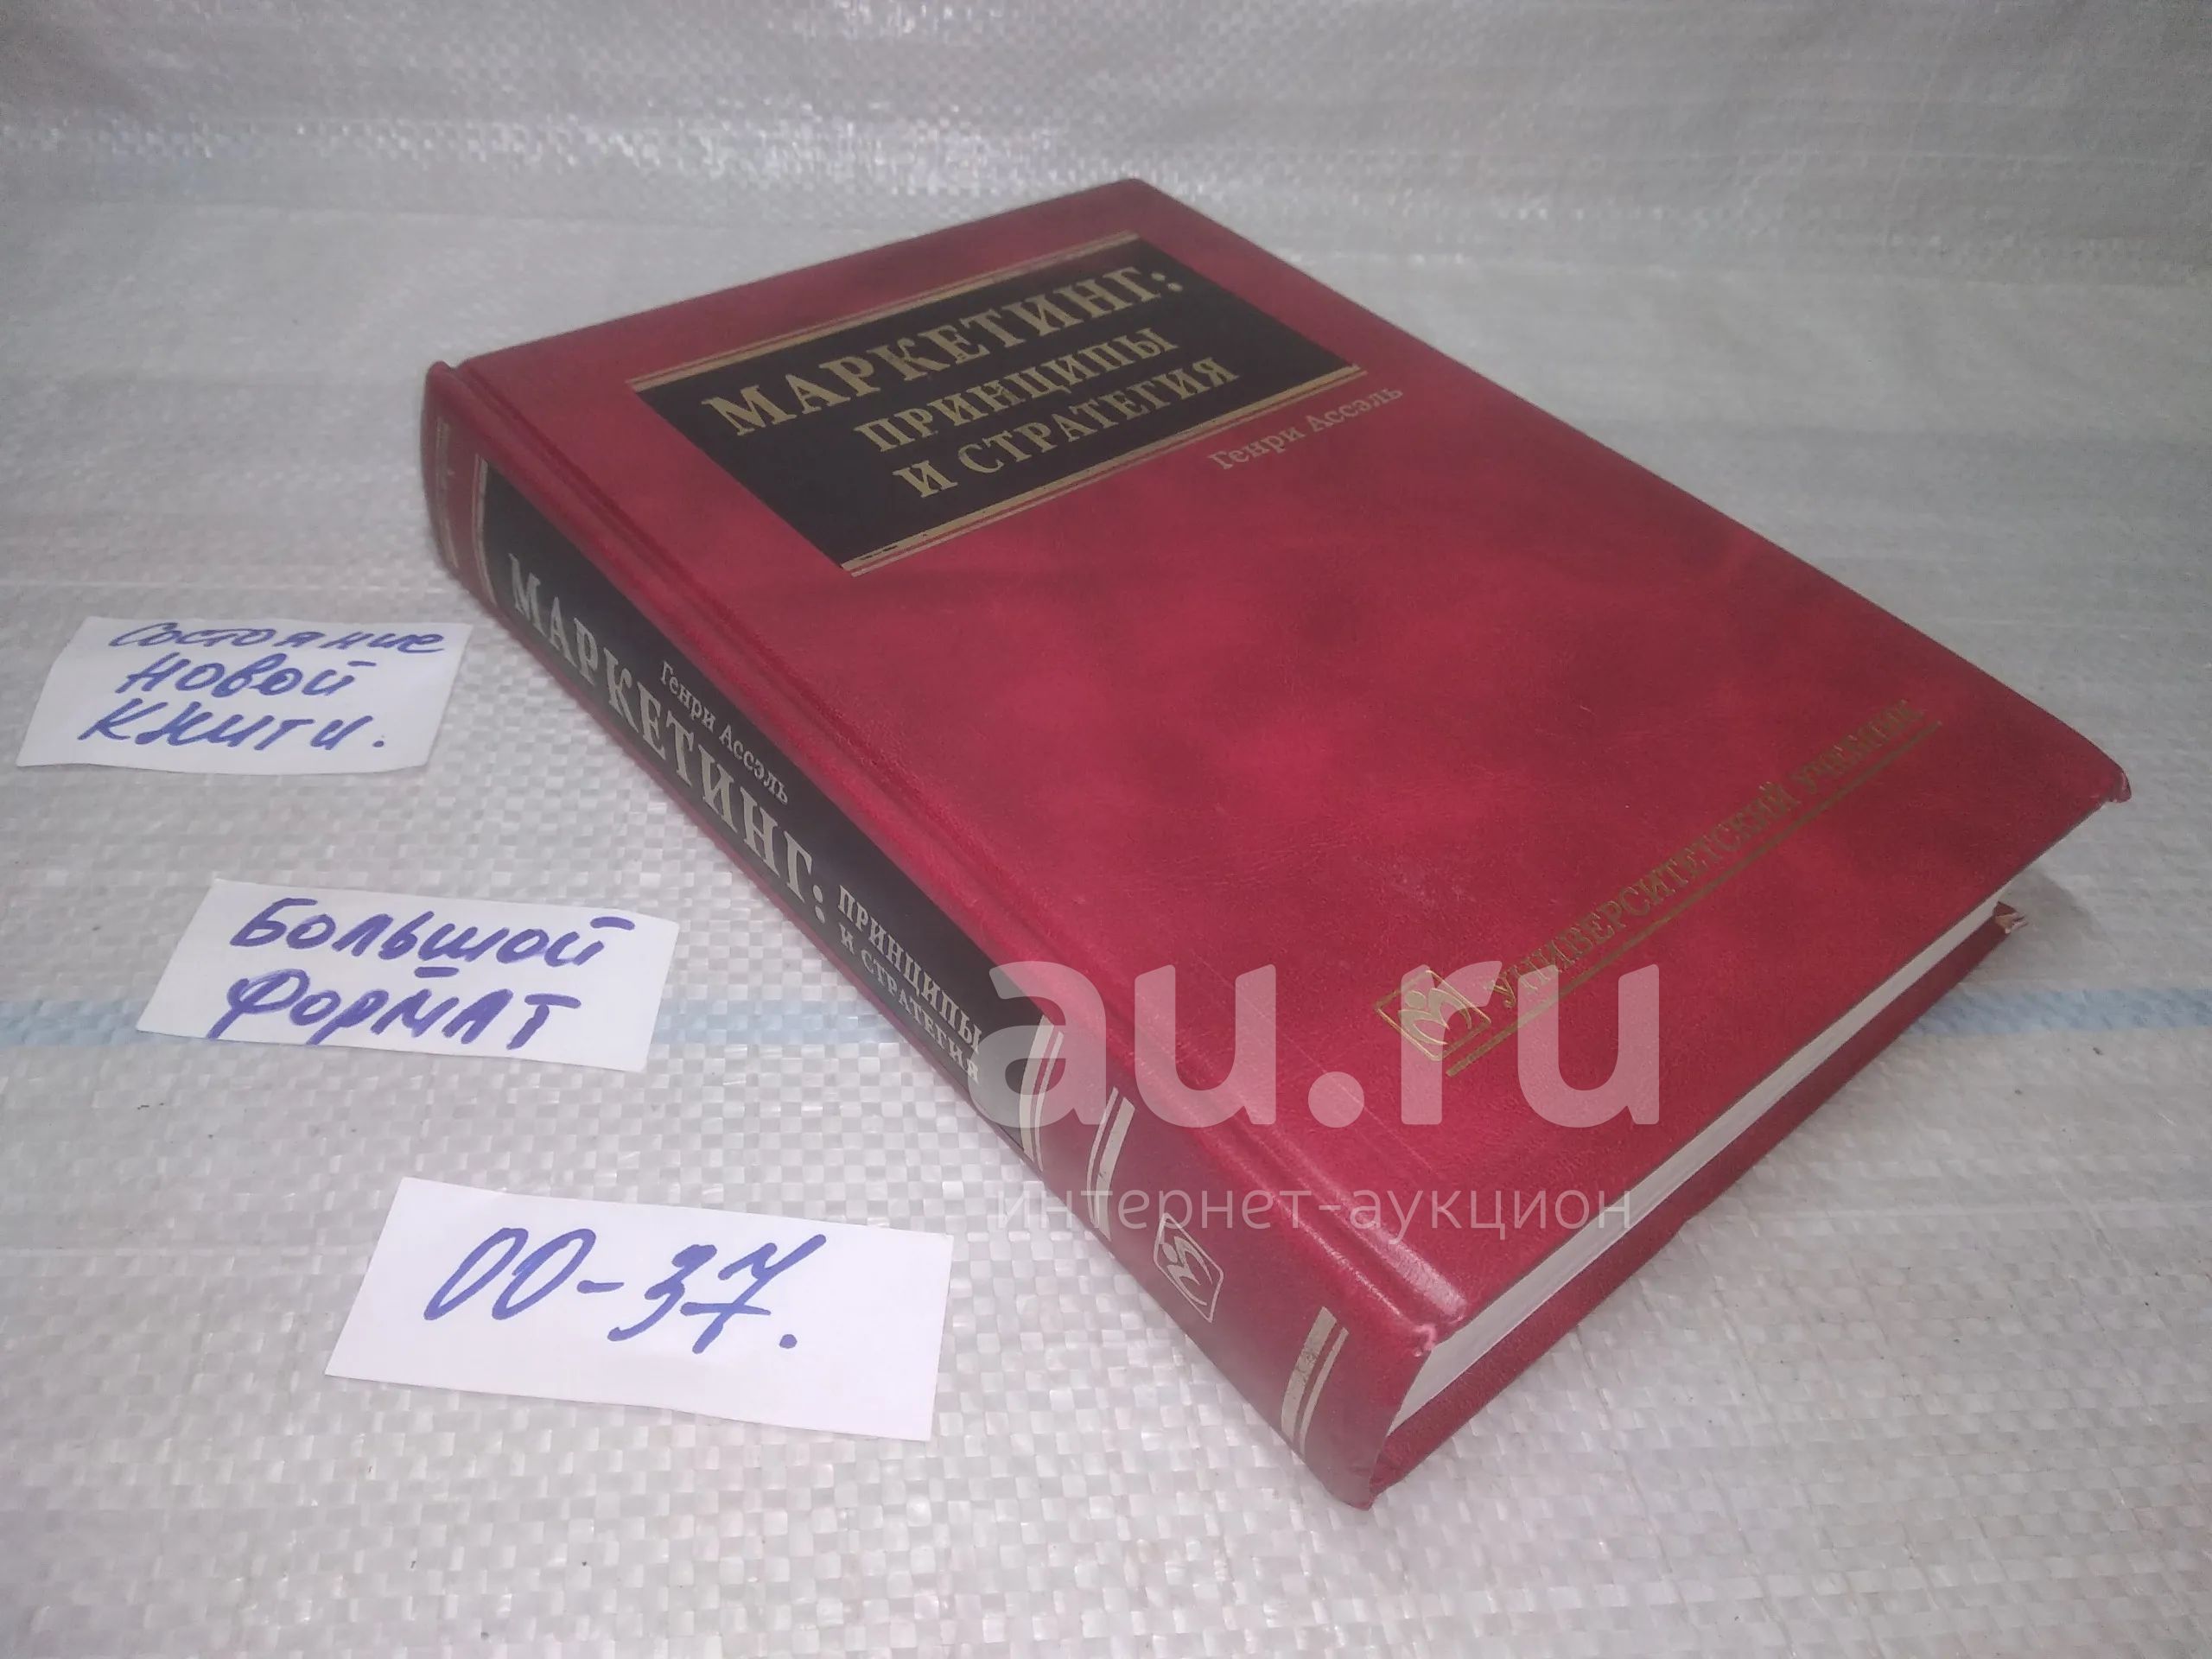 МАРКЕТИНГ:
ПРИНЦИПЫ
И СТРАТЕГИЯ
Генри Ассэль
УНИВЕРСИТЕТСКИЙ УЧЕБНИК
Генри Ассэль
МАРКЕТИНГ:
ПРИНЦИПЫ
И СТРАТЕГИЯ
Состояние
новой
книги.
Большой
формат
00-37.
au.ru
интернет-аукцион